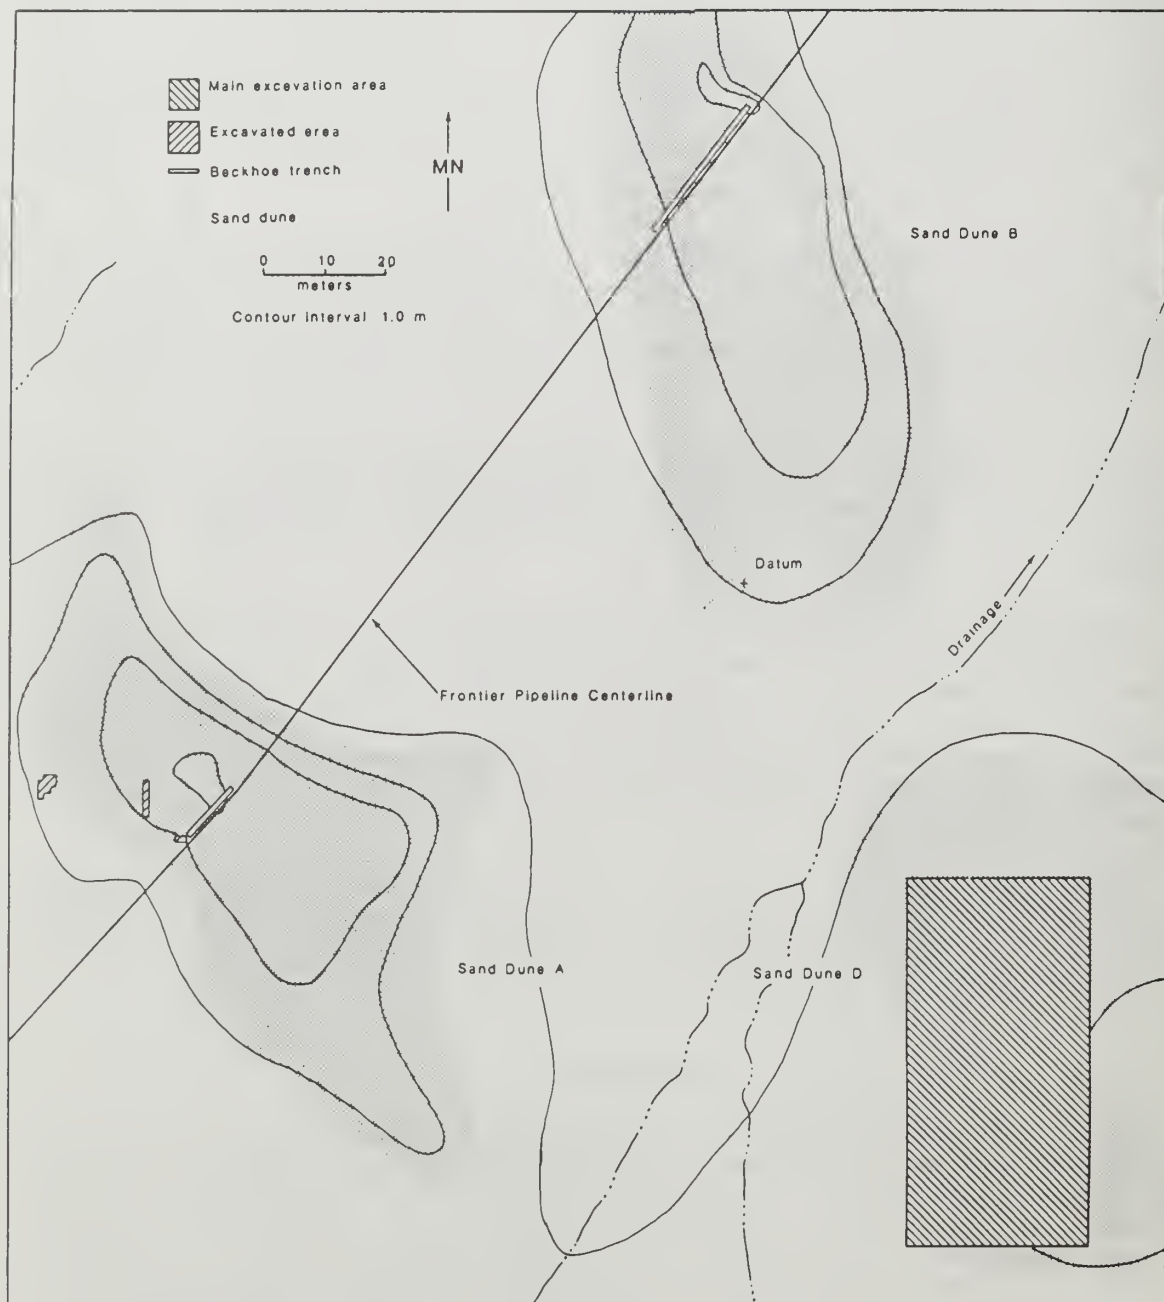 Main excevation area
Excavated area
Beckhoe trench
Sand dune
MN
0 10 20
meters
Contour interval 1.0 m
Sand Dune B
Datum
Drainage
Frontier Pipeline Centerline
Sand Dune A
Sand Dune D